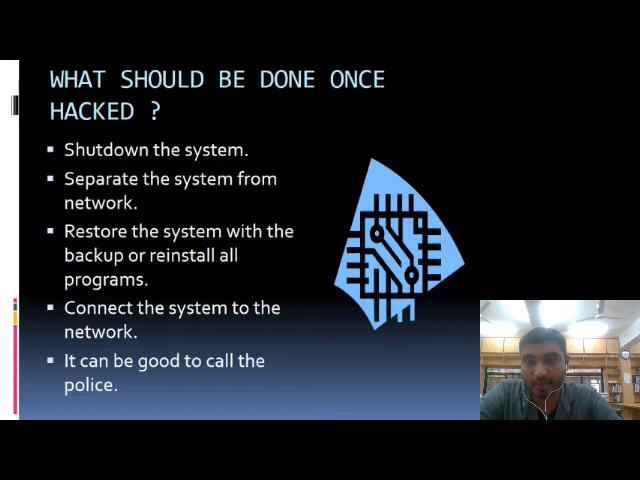 WHAT SHOULD BE DONE ONCE
HACKED ?
▪ Shutdown the system.
▪ Separate the system from
network.
▪ Restore the system with the
backup or reinstall all
programs.
▪ Connect the system to the
network.
▪ It can be good to call the
police.